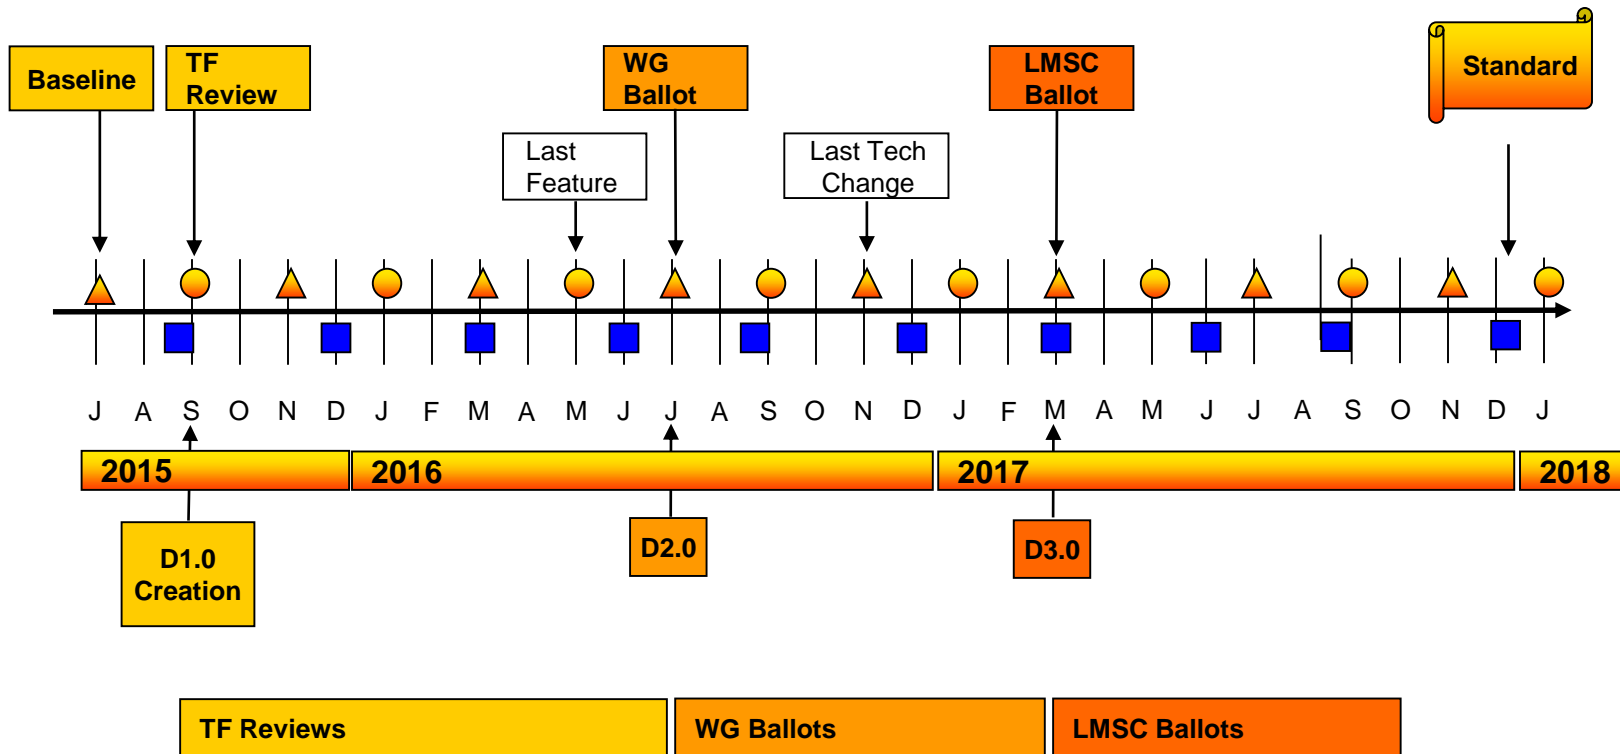 Baseline
TF
Review
WG
Ballot
LMSC
Ballot
Standard
Last
Feature
Last Tech
Change
J A S O N D J F M A M J J A S O N D J F M A M J J A S O N D J
2015 2016 2017 2018
D1.0
Creation
D2.0
D3.0
TF Reviews
WG Ballots
LMSC Ballots